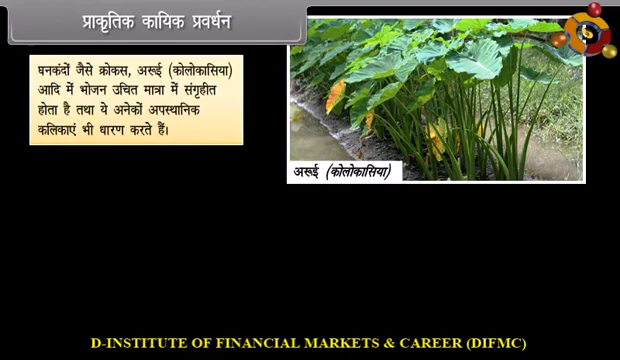 प्राकृतिक कायिक प्रवर्धन
घनकंदों जैसे क्रोकस, अरूई (कोलोकासिया)
आदि में भोजन उचित मात्रा में संगृहीत
होता है तथा ये अनेकों अपस्थानिक
कलिकाएं भी धारण करते हैं।
अरूई (कोलोकासिया)
D-INSTITUTE OF FINANCIAL MARKETS & CAREER (DIFMC)